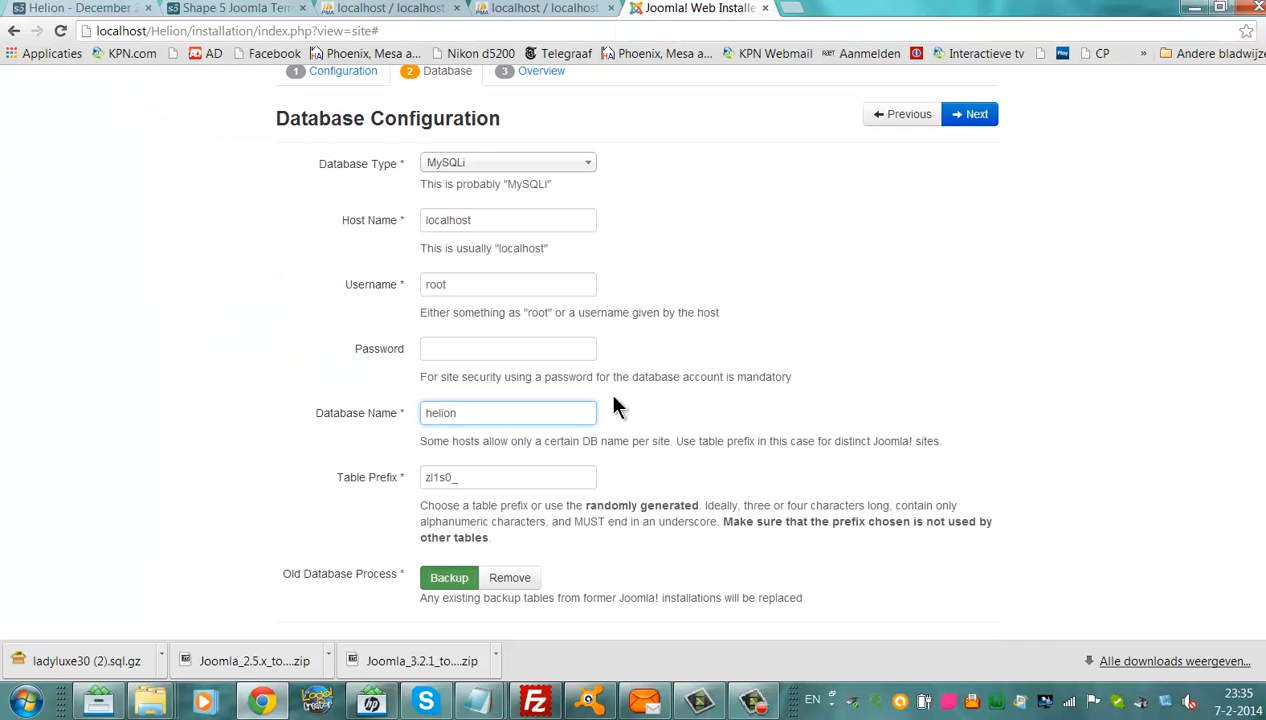 Helion - December 2
Shape 5 Joomla Tem
localhost / localhost
localhost / localhost
Joomla! Web Installe
localhost/Helion/installation/index.php?view=site#
Applicaties
KPN.com
AD
Facebook
Phoenix, Mesa a...
Nikon d5200
Telegraaf
Phoenix, Mesa a...
KPN Webmail
Aanmelden
Interactieve tv
CP
»
Andere bladwijz
1 Configuration
2 Database
3 Overview
Database Configuration
Previous
Next
Database Type *
MySQLi
This is probably "MySQLi"
Host Name *
localhost
This is usually "localhost"
Username *
root
Either something as "root" or a username given by the host
Password
For site security using a password for the database account is mandatory
Database Name *
helion
Some hosts allow only a certain DB name per site. Use table prefix in this case for distinct Joomla! sites.
Table Prefix *
zl1s0_
Choose a table prefix or use the randomly generated. Ideally, three or four characters long, contain only
alphanumeric characters, and MUST end in an underscore. Make sure that the prefix chosen is not used by
other tables.
Old Database Process *
Backup
Remove
Any existing backup tables from former Joomla! installations will be replaced
ladyluxe30 (2).sql.gz
Joomla_2.5.x_to....zip
Joomla_3.2.1_to....zip
Alle downloads weergeven...
EN
23:35
7-2-2014